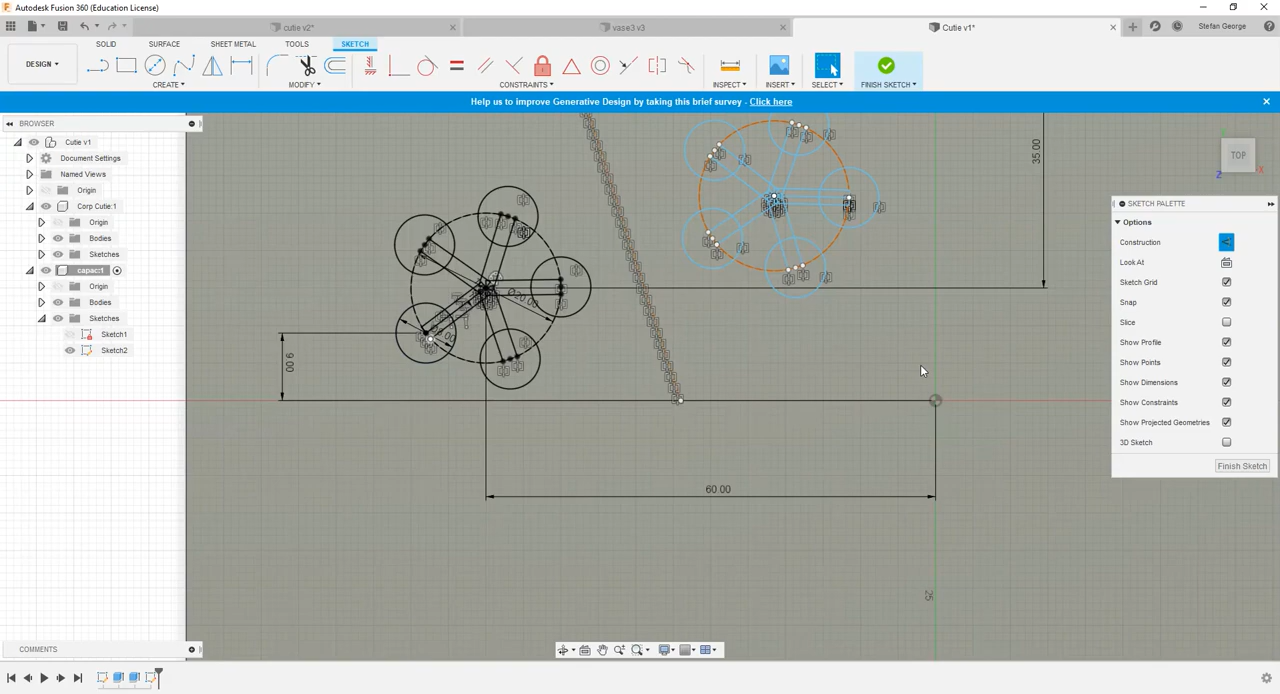 Autodesk Fusion 360 (Education License)
cutie v2*
vase3 v3
Cutie v1*
Stefan George
SOLID SURFACE SHEET METAL TOOLS SKETCH
DESIGN
CREATE MODIFY CONSTRAINTS INSPECT INSERT SELECT FINISH SKETCH
Help us to improve Generative Design by taking this brief survey - Click here
BROWSER
Cutie v1
Document Settings
Named Views
Origin
Corp Cutie:1
Origin
Bodies
Sketches
capac:1
Origin
Bodies
Sketches
Sketch1
Sketch2
35.00
TOP
Z
X
Ø20.00
9.00
60.00
25
SKETCH PALETTE
Options
Construction
Look At
Sketch Grid
Snap
Slice
Show Profile
Show Points
Show Dimensions
Show Constraints
Show Projected Geometries
3D Sketch
Finish Sketch
COMMENTS